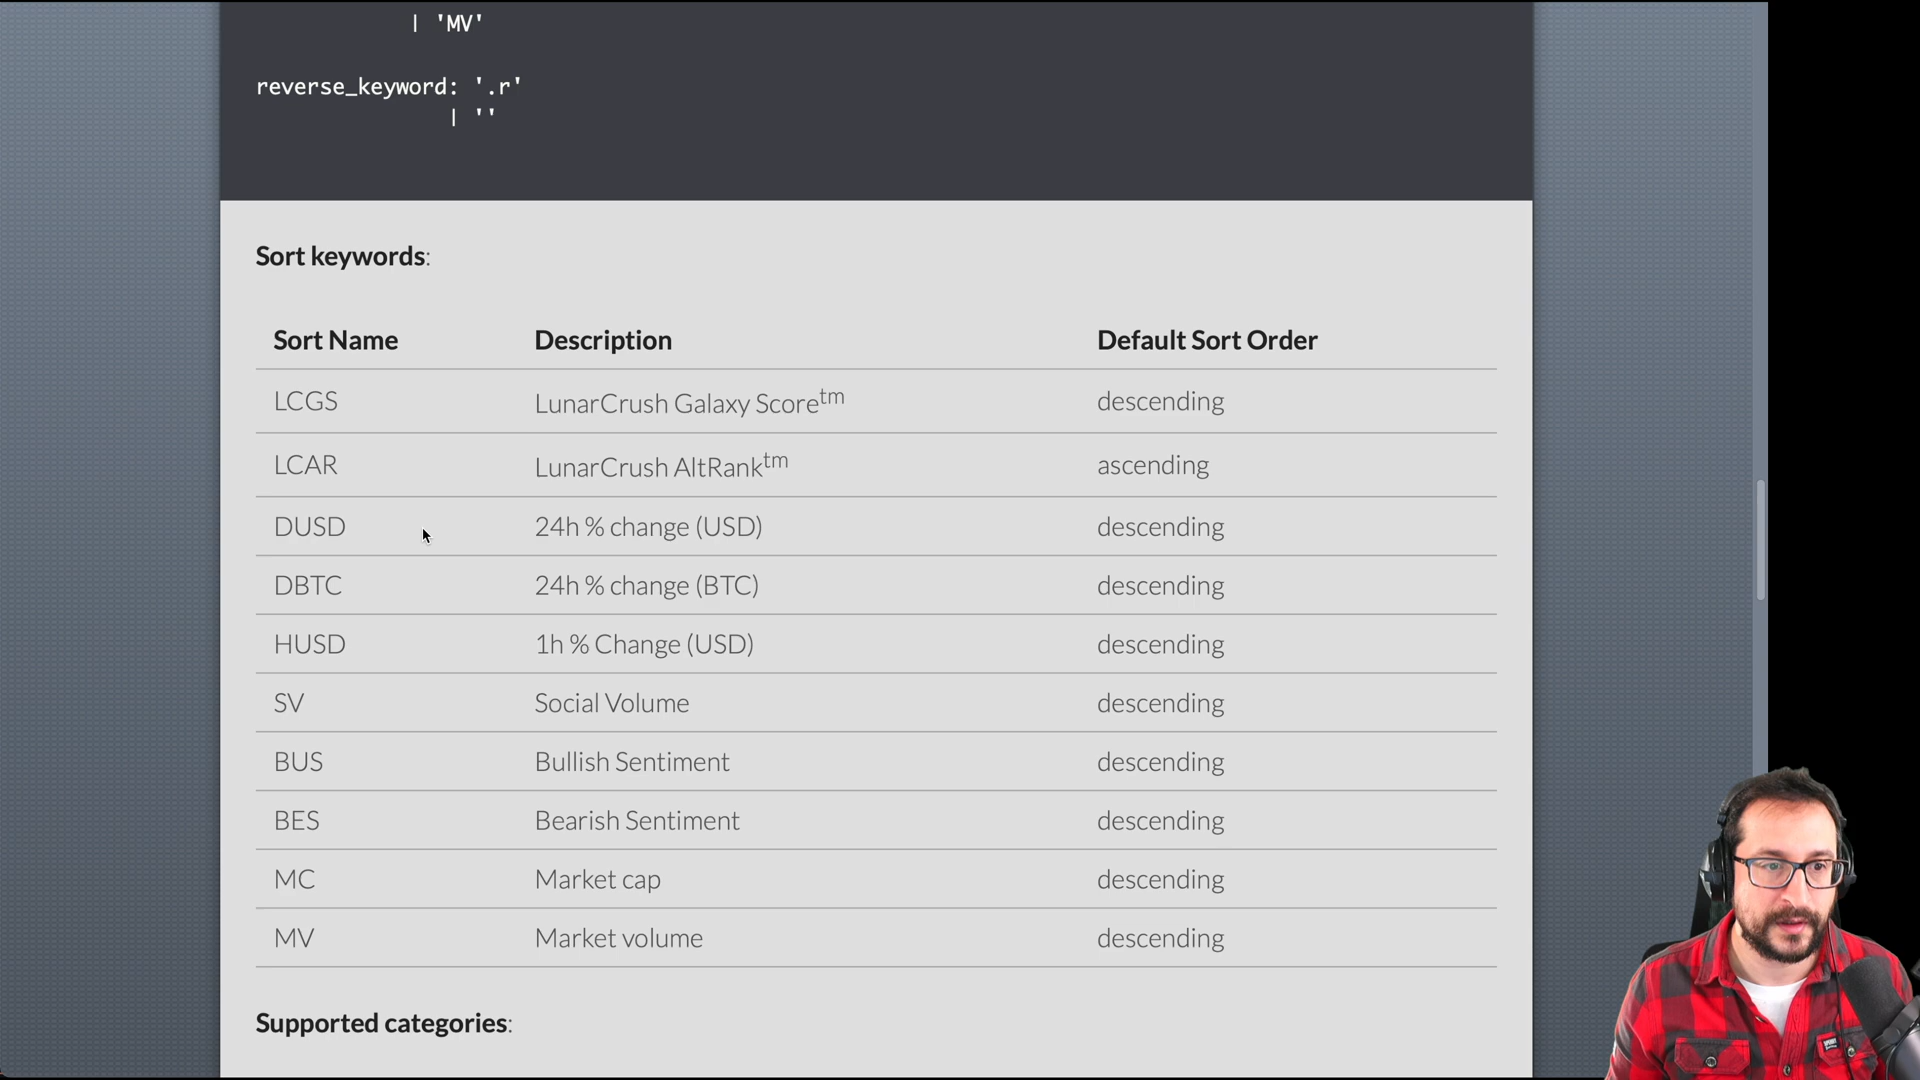 | 'MV'
reverse_keyword: '.r'
| ''
Sort keywords:
Sort Name Description Default Sort Order
LCGS LunarCrush Galaxy Scoretm descending
LCAR LunarCrush AltRanktm ascending
DUSD 24h % change (USD) descending
DBTC 24h % change (BTC) descending
HUSD 1h % Change (USD) descending
SV Social Volume descending
BUS Bullish Sentiment descending
BES Bearish Sentiment descending
MC Market cap descending
MV Market volume descending
Supported categories: